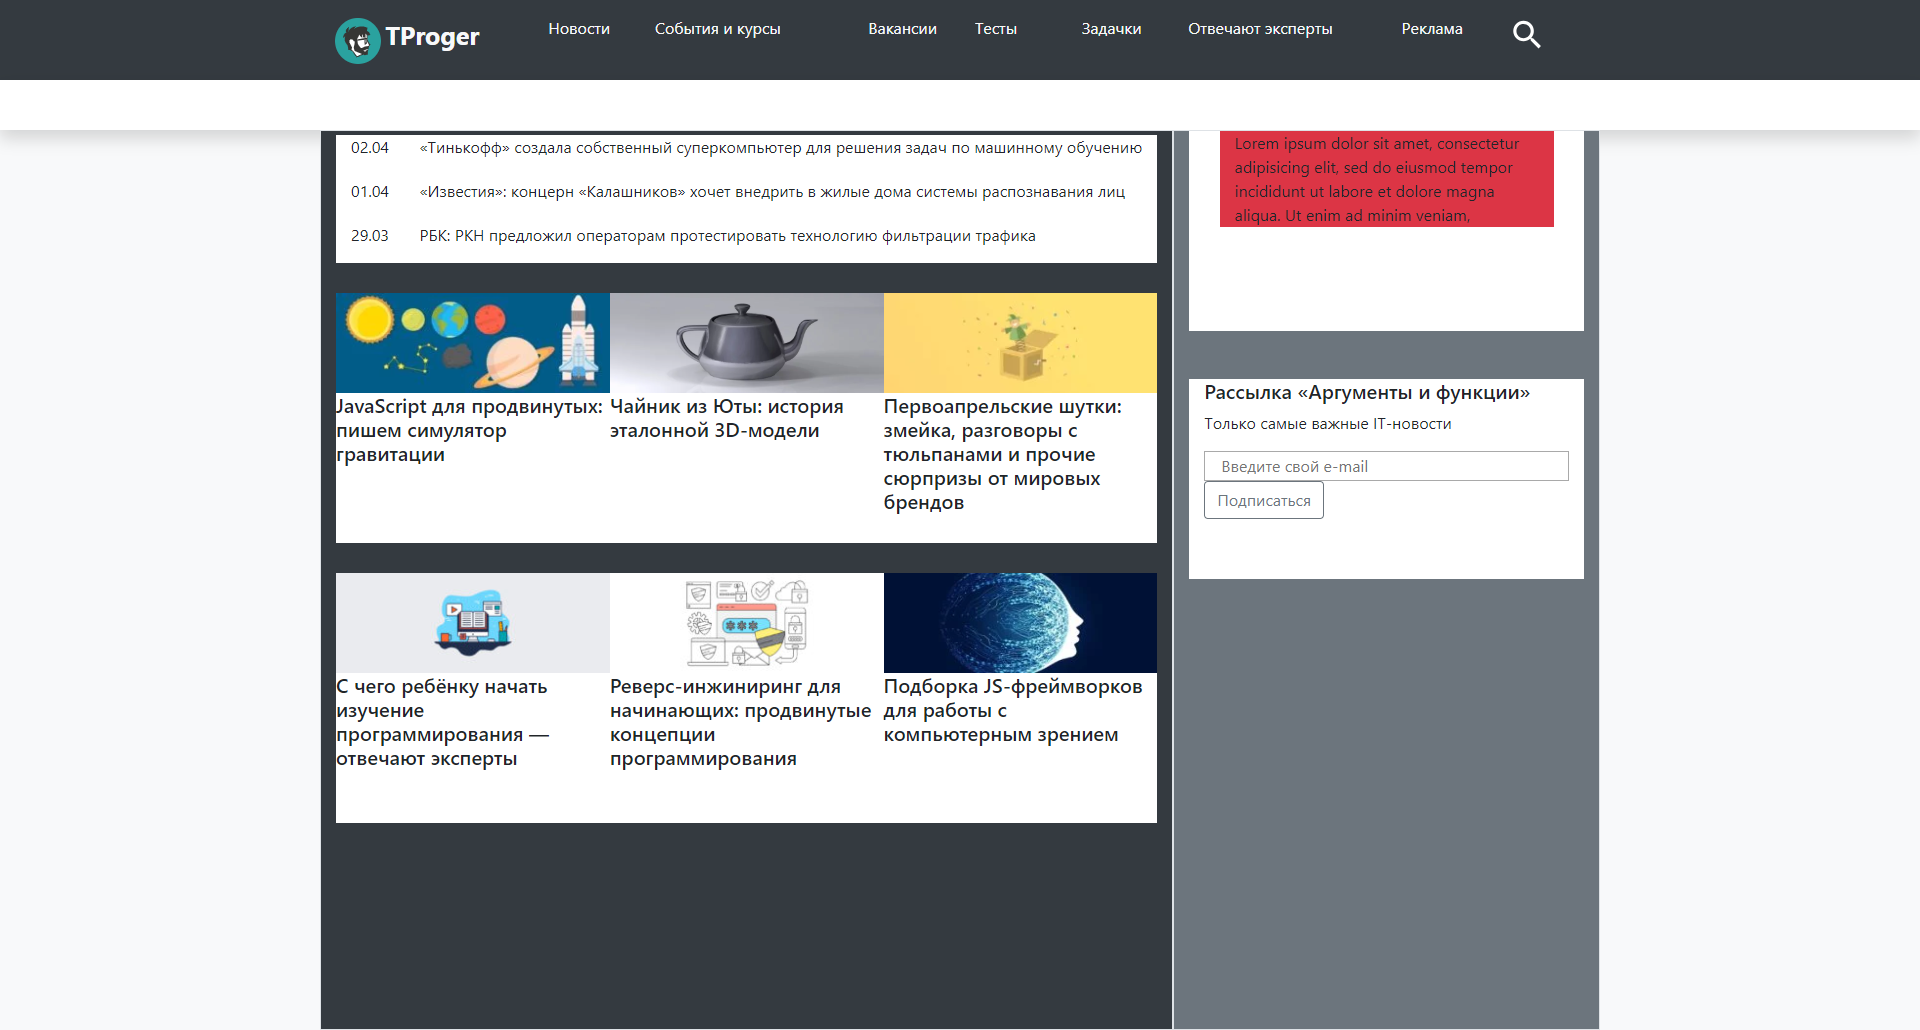 TProger
Новости
События и курсы
Вакансии
Тесты
Задачки
Отвечают эксперты
Реклама
02.04 «Тинькофф» создала собственный суперкомпьютер для решения задач по машинному обучению
01.04 «Известия»: концерн «Калашников» хочет внедрить в жилые дома системы распознавания лиц
29.03 РБК: РКН предложил операторам протестировать технологию фильтрации трафика
JavaScript для продвинутых:
пишем симулятор
гравитации
Чайник из Юты: история
эталонной 3D-модели
Первоапрельские шутки:
змейка, разговоры с
тюльпанами и прочие
сюрпризы от мировых
брендов
С чего ребёнку начать
изучение
программирования —
отвечают эксперты
Реверс-инжиниринг для
начинающих: продвинутые
концепции
программирования
Подборка JS-фреймворков
для работы с
компьютерным зрением
Lorem ipsum dolor sit amet, consectetur
adipisicing elit, sed do eiusmod tempor
incididunt ut labore et dolore magna
aliqua. Ut enim ad minim veniam,
Рассылка «Аргументы и функции»
Только самые важные IT-новости
Введите свой e-mail
Подписаться